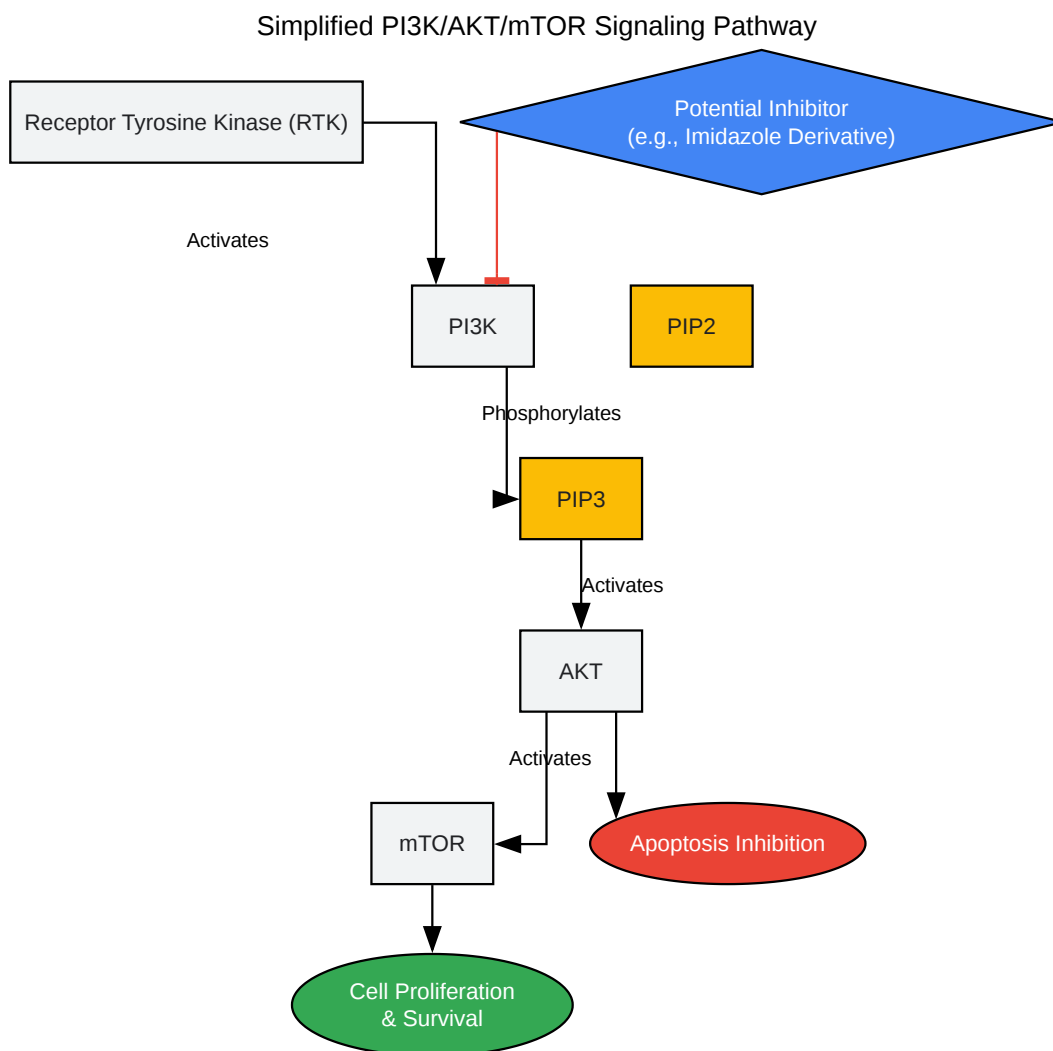 Simplified PI3K/AKT/mTOR Signaling Pathway
Receptor Tyrosine Kinase (RTK)
Potential Inhibitor
(e.g., Imidazole Derivative)
Activates
PI3K
PIP2
Phosphorylates
PIP3
Activates
AKT
Activates
mTOR
Apoptosis Inhibition
Cell Proliferation
& Survival